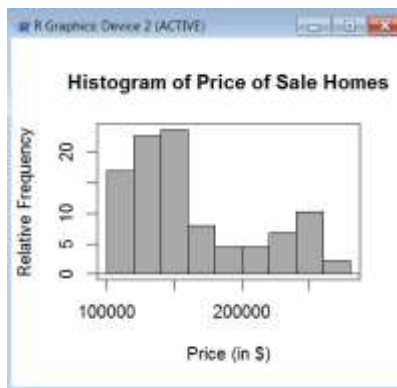 R Graphics: Device 2 (ACTIVE)
Histogram of Price of Sale Homes
Relative Frequency
20
10
5
0
100000 200000
Price (in $)